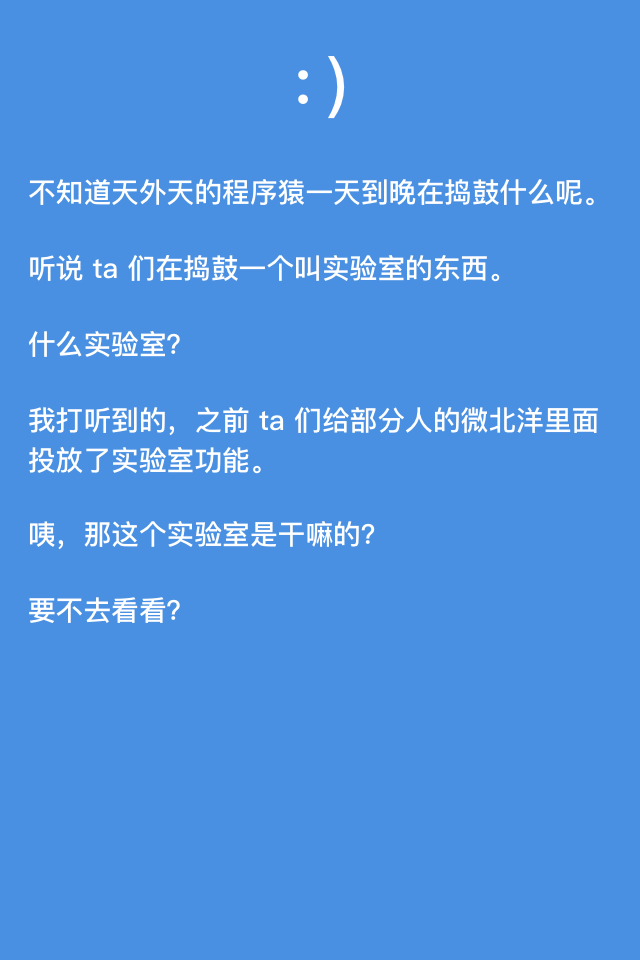 :)
不知道天外天的程序猿一天到晚在捣鼓什么呢。
听说 ta 们在捣鼓一个叫实验室的东西。
什么实验室？
我打听到的，之前 ta 们给部分人的微北洋里面
投放了实验室功能。
咦，那这个实验室是干嘛的？
要不去看看？